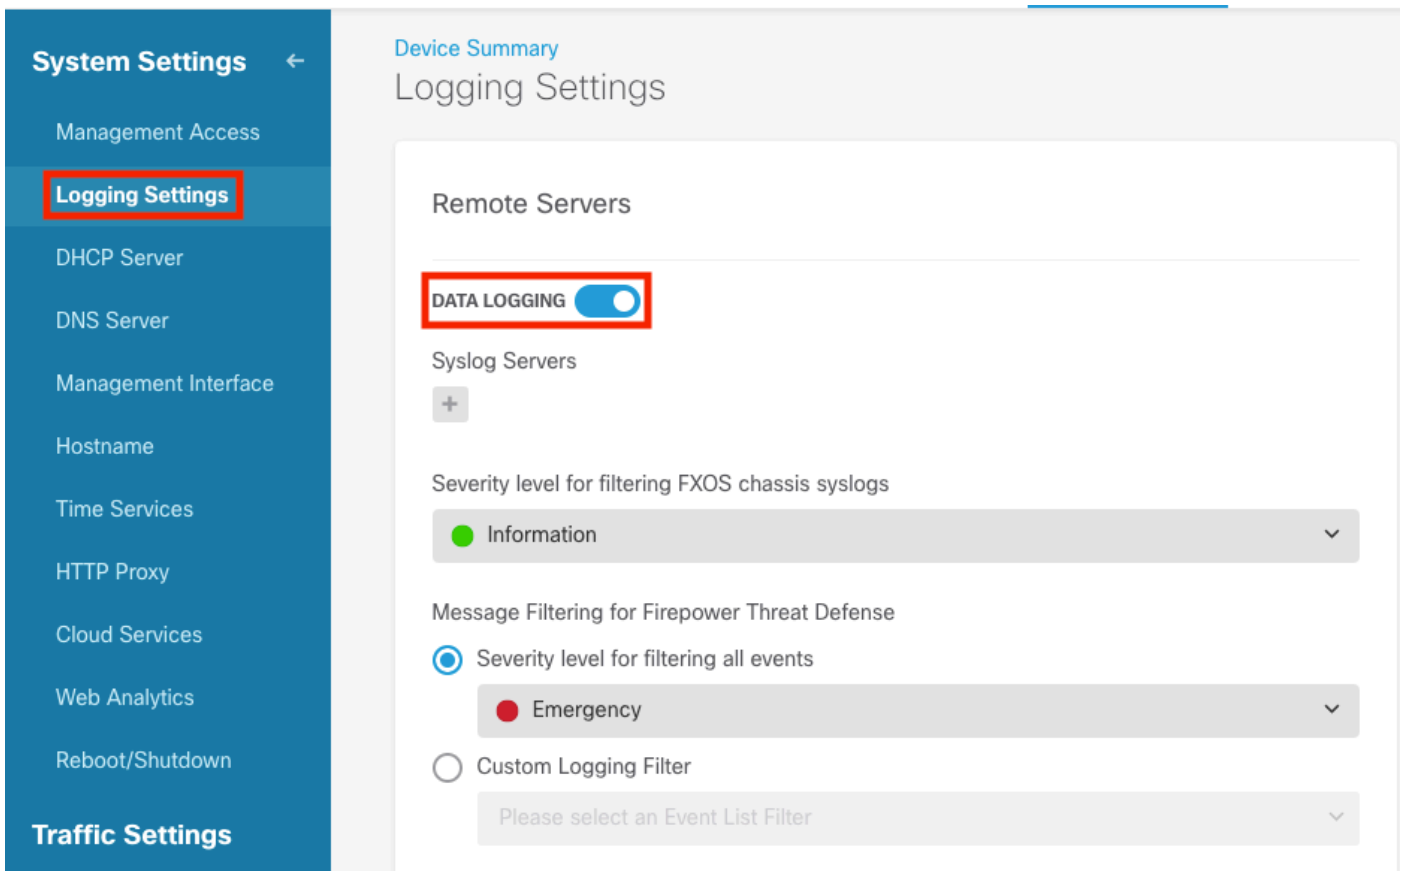 System Settings
Management Access
Logging Settings
DHCP Server
DNS Server
Management Interface
Hostname
Time Services
HTTP Proxy
Cloud Services
Web Analytics
Reboot/Shutdown
Traffic Settings
Device Summary
Logging Settings
Remote Servers
DATA LOGGING
Syslog Servers
Severity level for filtering FXOS chassis syslogs
Information
Message Filtering for Firepower Threat Defense
Severity level for filtering all events
Emergency
Custom Logging Filter
Please select an Event List Filter